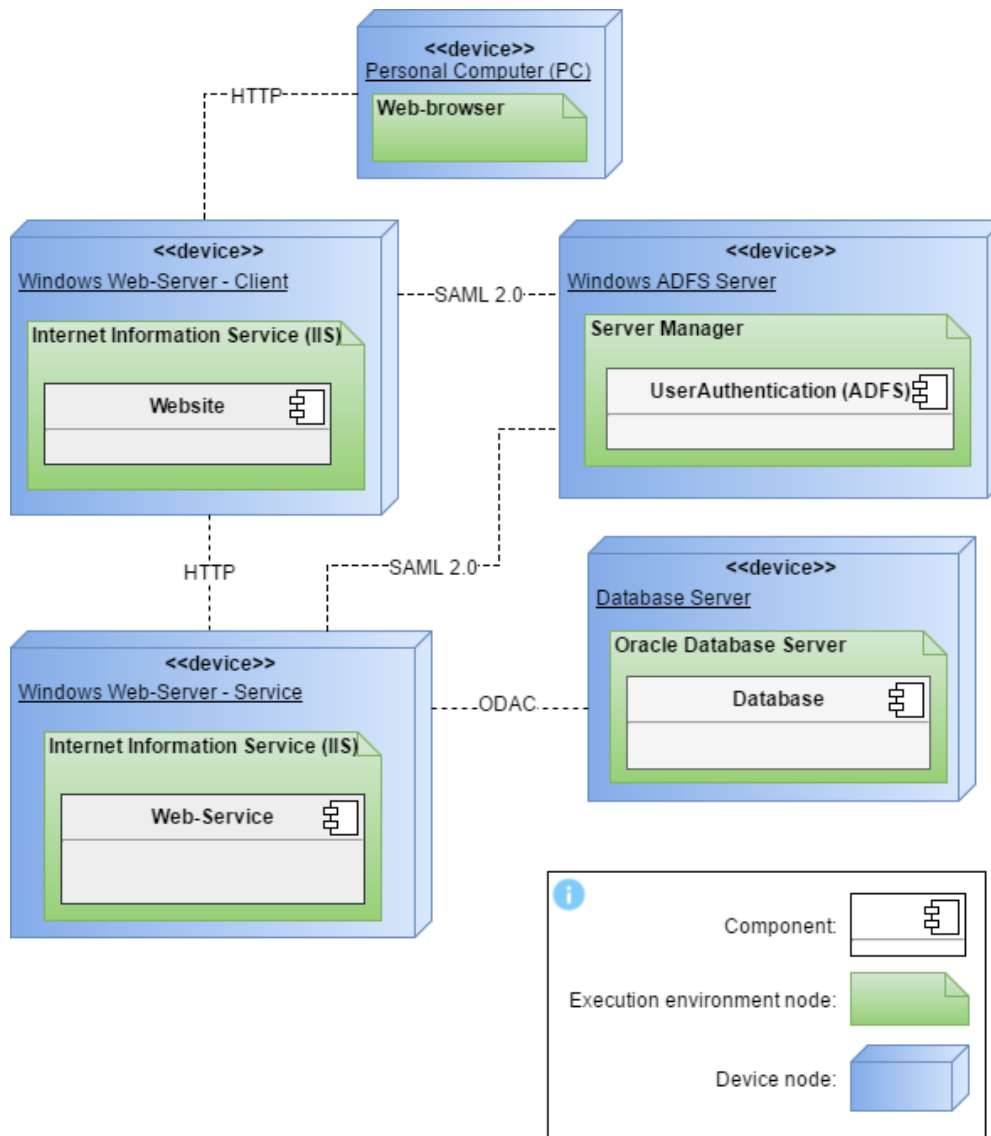 <<device>>
Personal Computer (PC)
Web-browser
HTTP
<<device>>
Windows Web-Server - Client
Internet Information Service (IIS)
Website
SAML 2.0
<<device>>
Windows ADFS Server
Server Manager
UserAuthentication (ADFS)
HTTP
SAML 2.0
<<device>>
Windows Web-Server - Service
Internet Information Service (IIS)
Web-Service
ODAC
<<device>>
Database Server
Oracle Database Server
Database
i
Component:
Execution environment node:
Device node: